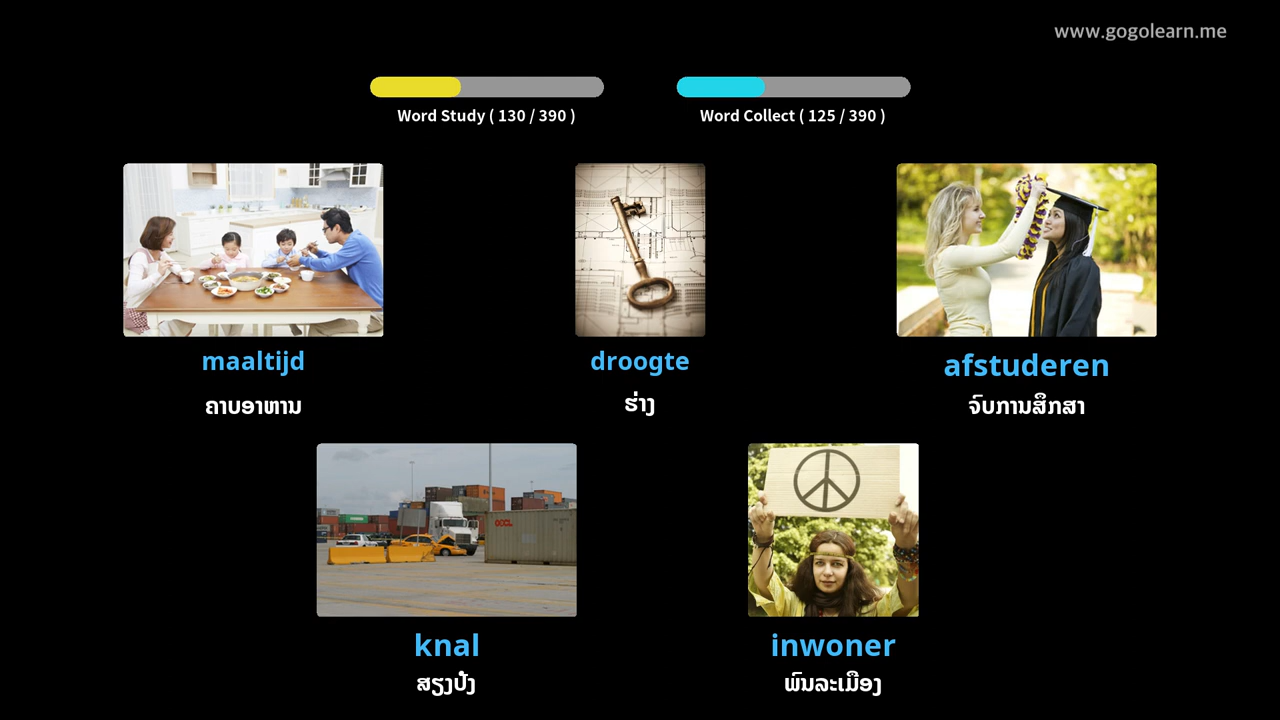 www.gogolearn.me
Word Study ( 130 / 390 )
Word Collect ( 125 / 390 )
maaltijd
ຄາບອາຫານ
droogte
ຮ່າງ
afstuderen
ຈົບການສຶກສາ
knal
ສຽງປັງ
inwoner
ພົນລະເມືອງ